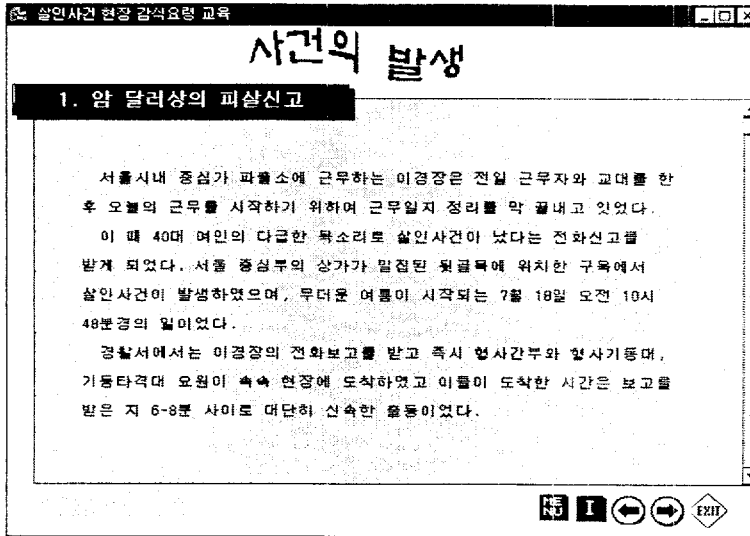 살인사건 현장 감식요령 교육
사건의 발생
1. 암 달러상의 피살신고
서울시내 중심가 파출소에 근무하는 이경장은 전일 근무자와 교대를 한
후 오늘의 근무를 시작하기 위하여 근무일지 정리를 막 끝내고 잇었다.
이 때 40대 여인의 다급한 목소리로 살인사건이 났다는 전화신고를
받게 되었다. 서울 중심부의 상가가 밀집된 뒷골목에 위치한 구옥에서
살인사건이 발생하였으며, 무더운 여름이 시작되는 7월 18일 오전 10시
48분경의 일이었다.
경찰서에서는 이경장의 전화보고를 받고 즉시 형사간부와 형사기동대,
기동타격대 요원이 속속 현장에 도착하였고 이들이 도착한 시간은 보고를
받은 지 6-8분 사이로 대단히 신속한 출동이었다.
ME
NU
I
EXIT